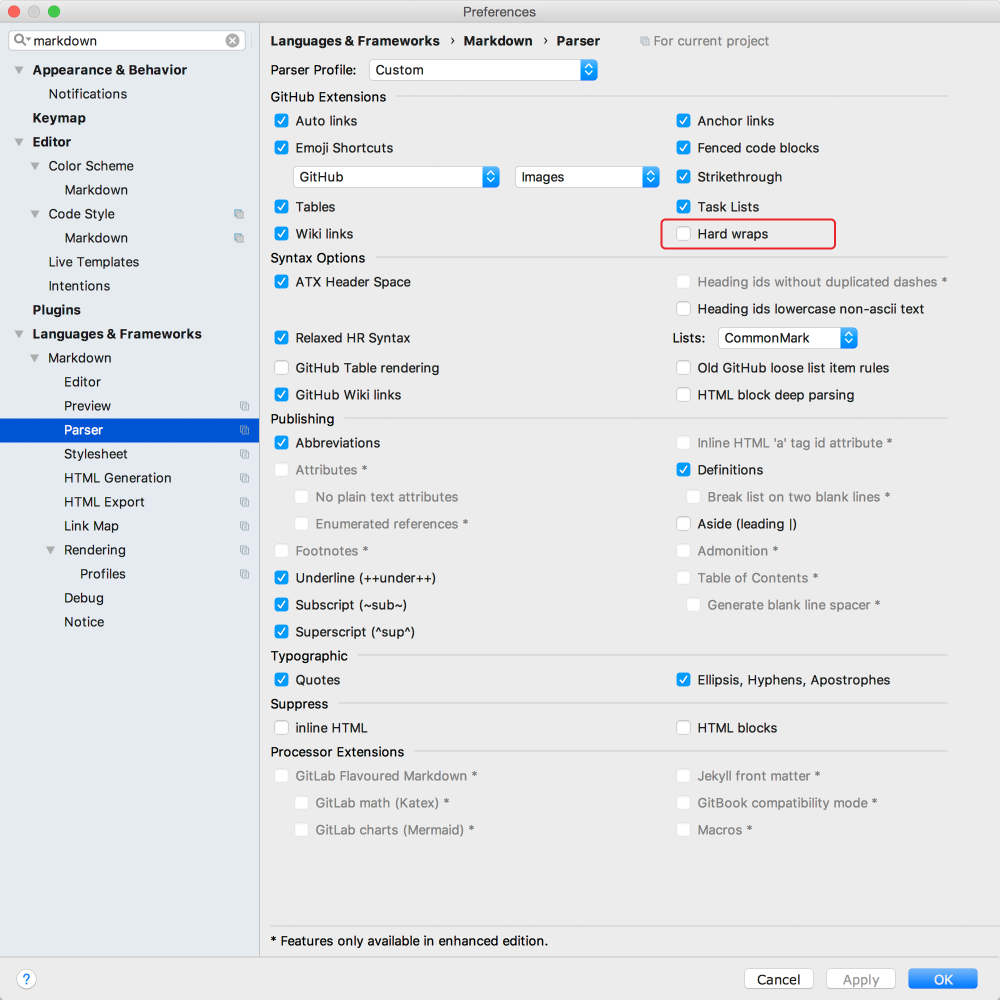 Preferences
markdown
Appearance & Behavior
Notifications
Keymap
Editor
Color Scheme
Markdown
Code Style
Markdown
Live Templates
Intentions
Plugins
Languages & Frameworks
Markdown
Editor
Preview
Parser
Stylesheet
HTML Generation
HTML Export
Link Map
Rendering
Profiles
Debug
Notice
?
Languages & Frameworks › Markdown › Parser For current project
Parser Profile: Custom
GitHub Extensions
Auto links Anchor links
Emoji Shortcuts Fenced code blocks
GitHub Images Strikethrough
Tables Task Lists
Wiki links Hard wraps
Syntax Options
ATX Header Space Heading ids without duplicated dashes *
Heading ids lowercase non-ascii text
Relaxed HR Syntax Lists: CommonMark
GitHub Table rendering Old GitHub loose list item rules
GitHub Wiki links HTML block deep parsing
Publishing
Abbreviations Inline HTML 'a' tag id attribute *
Attributes * Definitions
No plain text attributes Break list on two blank lines *
Enumerated references * Aside (leading |)
Footnotes * Admonition *
Underline (++under++) Table of Contents *
Subscript (~sub~) Generate blank line spacer *
Superscript (^sup^)
Typographic
Quotes Ellipsis, Hyphens, Apostrophes
Suppress
inline HTML HTML blocks
Processor Extensions
GitLab Flavoured Markdown * Jekyll front matter *
GitLab math (Katex) * GitBook compatibility mode *
GitLab charts (Mermaid) * Macros *
* Features only available in enhanced edition.
Cancel Apply OK